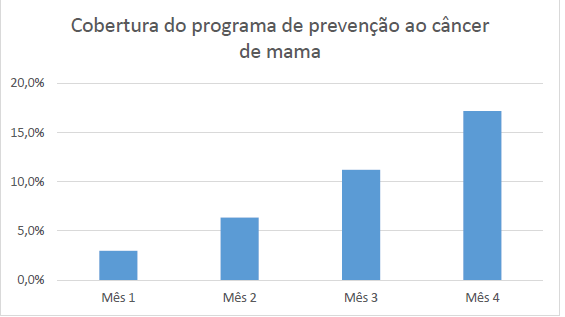 Cobertura do programa de prevenção ao câncer
de mama
20,0%
15,0%
10,0%
5,0%
0,0%
Mês 1 Mês 2 Mês 3 Mês 4